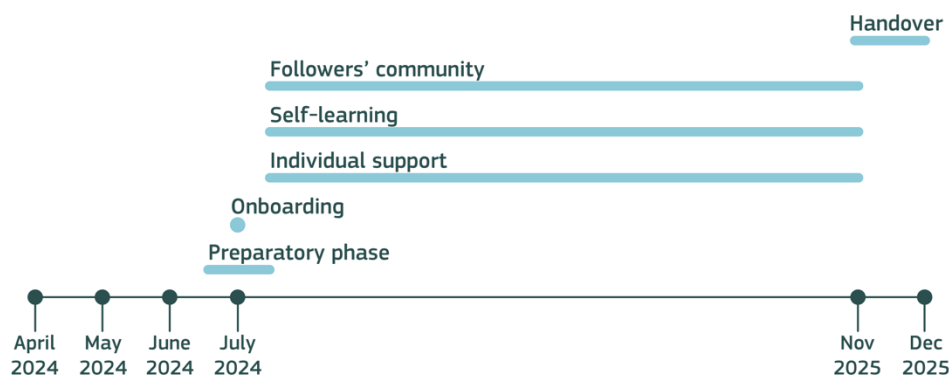 Handover
Followers’ community
Self-learning
Individual support
Onboarding
Preparatory phase
April May June July Nov Dec
2024 2024 2024 2024 2025 2025